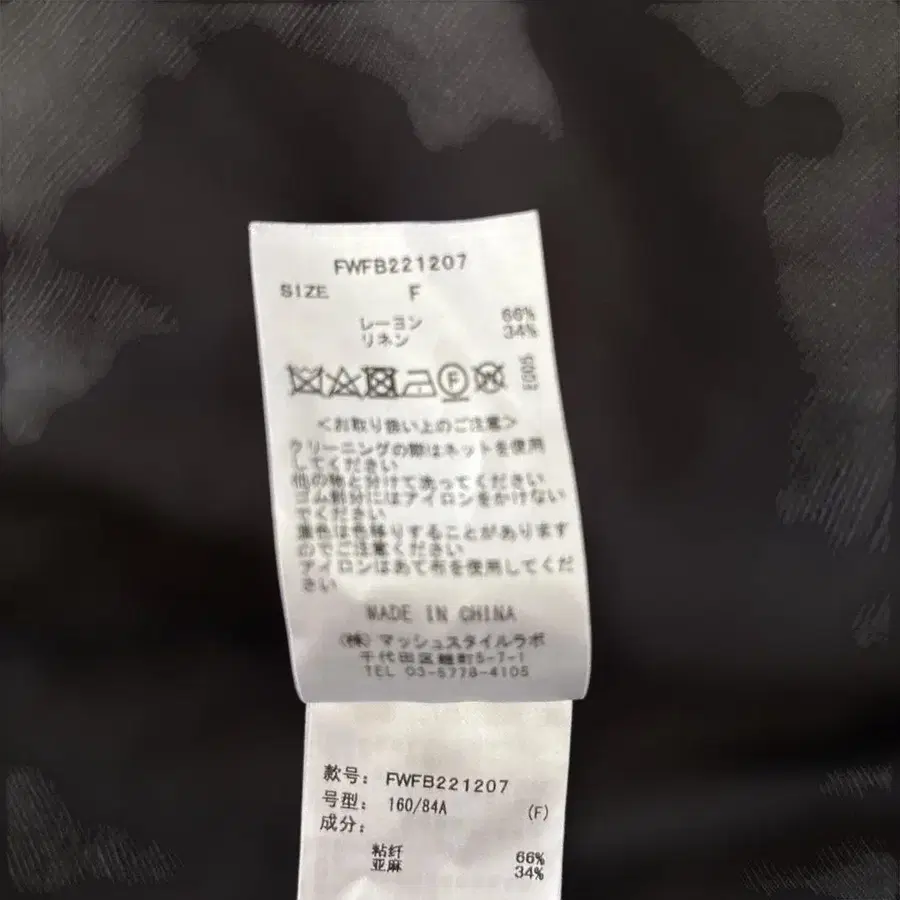 FWFB221207
SIZE F
レーヨン 66%
リネン 34%
F W
<お取り扱い上のご注意>
クリーニングの際はネットを使用
してください
他の物と分けて洗ってください
ゴム部分にはアイロンをかけない
でください
濃色は色移りすることがあります
のでご注意ください
アイロンはあて布を使用してくだ
さい
MADE IN CHINA
(株)マッシュスタイルラボ
千代田区麹町5-7-1
TEL 03-5778-4105
款号: FWFB221207
号型: 160/84A (F)
成分:
粘纤 66%
亚麻 34%